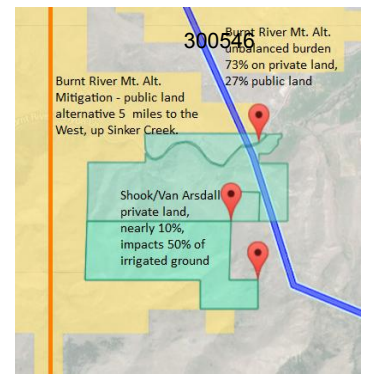 300546
Burnt River Mt. Alt.
unbalanced burden
73% on private land,
27% public land
Burnt River Mt. Alt.
Mitigation - public land
alternative 5 miles to the
West, up Sinker Creek.
Shook/Van Arsdall
private land,
nearly 10%,
impacts 50% of
irrigated ground